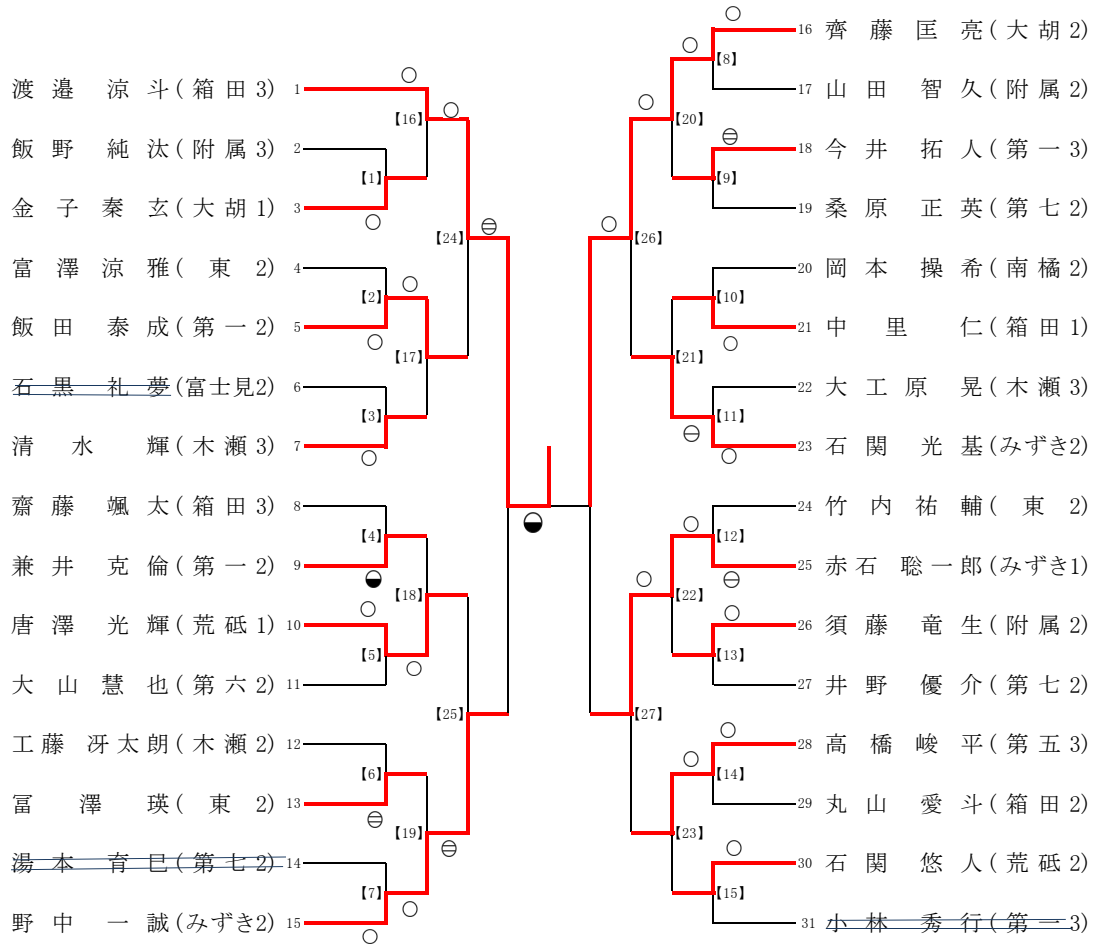 渡邉 涼斗(箱田3) 1
飯野純汰(附属3) 2
金子秦玄(大胡1) 3
富澤涼雅(東2) 4
飯田泰成(第一2) 5
石黒礼夢(富士見2) 6
清水輝(木瀬3) 7
齋藤颯太(箱田3) 8
兼井克倫(第一2) 9
唐澤光輝(荒砥1) 10
大山慧也(第六2) 11
工藤冴太朗(木瀬2) 12
冨澤瑛(東2) 13
湯本育巳(第七2) 14
野中一誠(みずき2) 15
【1】
【2】
【3】
【4】
【5】
【6】
【7】
【16】
【17】
【18】
【19】
【24】
【25】
【26】
【27】
【20】
【21】
【22】
【23】
【8】
【9】
【10】
【11】
【12】
【13】
【14】
【15】
16 齊藤匡亮(大胡2)
17 山田智久(附属2)
18 今井拓人(第一3)
19 桑原正英(第七2)
20 岡本操希(南橘2)
21 中里仁(箱田1)
22 大工原晃(木瀬3)
23 石関光基(みずき2)
24 竹内祐輔(東2)
25 赤石聡一郎(みずき1)
26 須藤竜生(附属2)
27 井野優介(第七2)
28 高橋峻平(第五3)
29 丸山愛斗(箱田2)
30 石関悠人(荒砥2)
31 小林秀行(第一3)